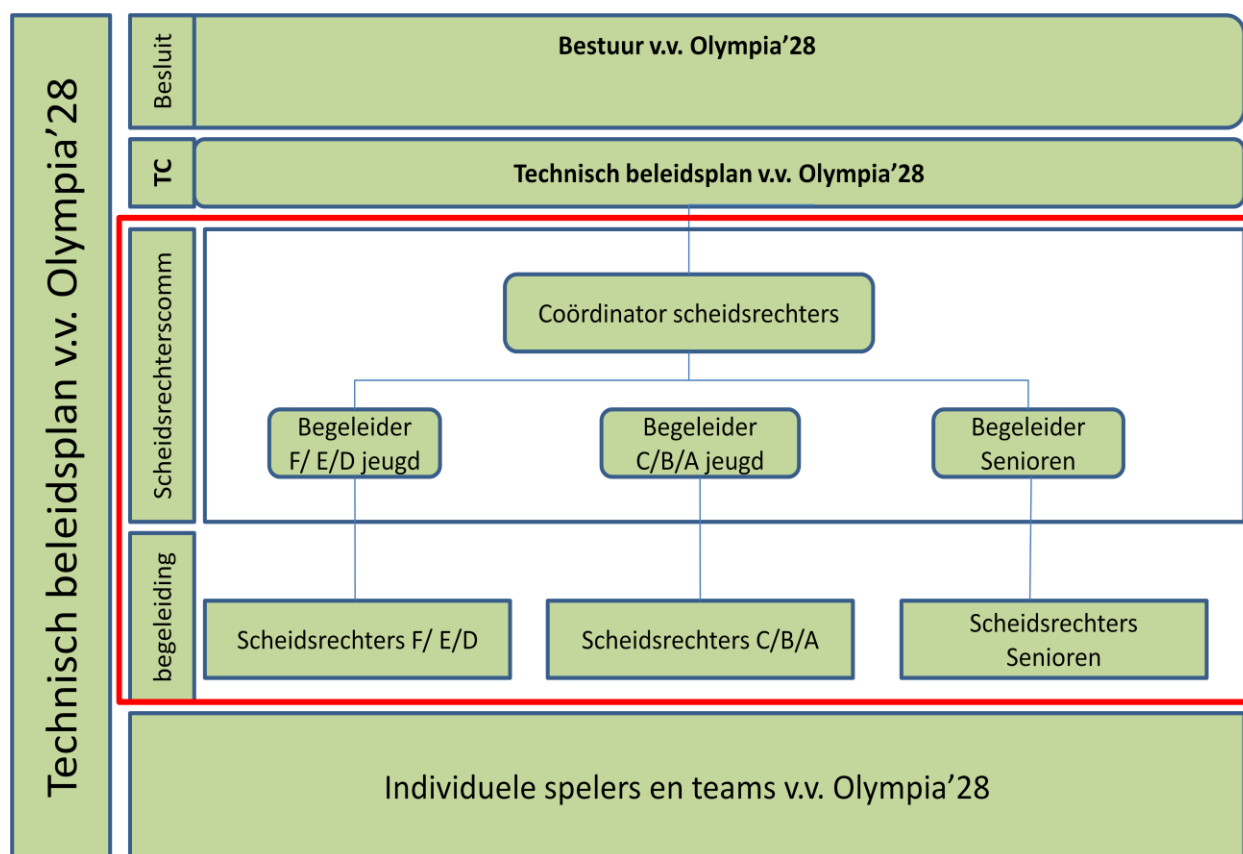 Technisch beleidsplan v.v. Olympia’28
Besluit
Bestuur v.v. Olympia’28
TC
Technisch beleidsplan v.v. Olympia’28
Scheidsrechterscomm
Coördinator scheidsrechters
Begeleider
F/ E/D jeugd
Begeleider
C/B/A jeugd
Begeleider
Senioren
begeleiding
Scheidsrechters F/ E/D
Scheidsrechters C/B/A
Scheidsrechters
Senioren
Individuele spelers en teams v.v. Olympia’28